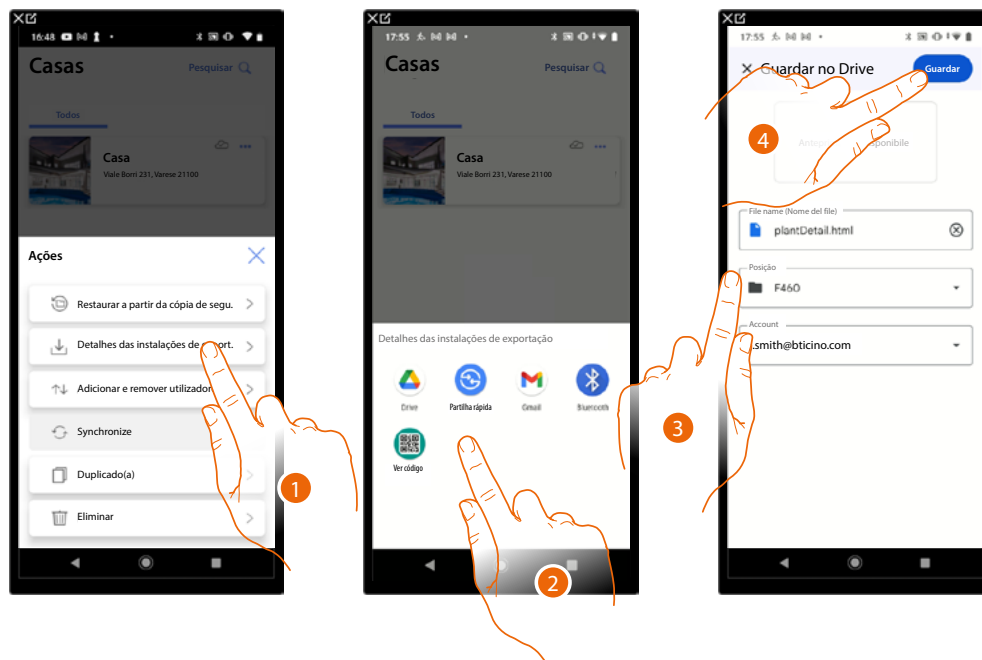 16:48
Casas
Pesquisar
Todos
Casa
Viale Borri 231, Varese 21100
Ações
Restaurar a partir da cópia de segu.
Detalhes das instalações de
Adicionar e remover utilizador
Synchronize
Duplicado(a)
Eliminar
1
17:55
Casas
Pesquisar
Todos
Casa
Viale Borri 231, Varese 21100
Detalhes das instalações de exportação
Drive
Partilha rápida
Gmail
Bluetooth
Ver código
2
17:55
Guardar no Drive
Guardar
4
File name (Nome del file)
plantDetail.html
Posição
F460
3
Account
.smith@bticino.com